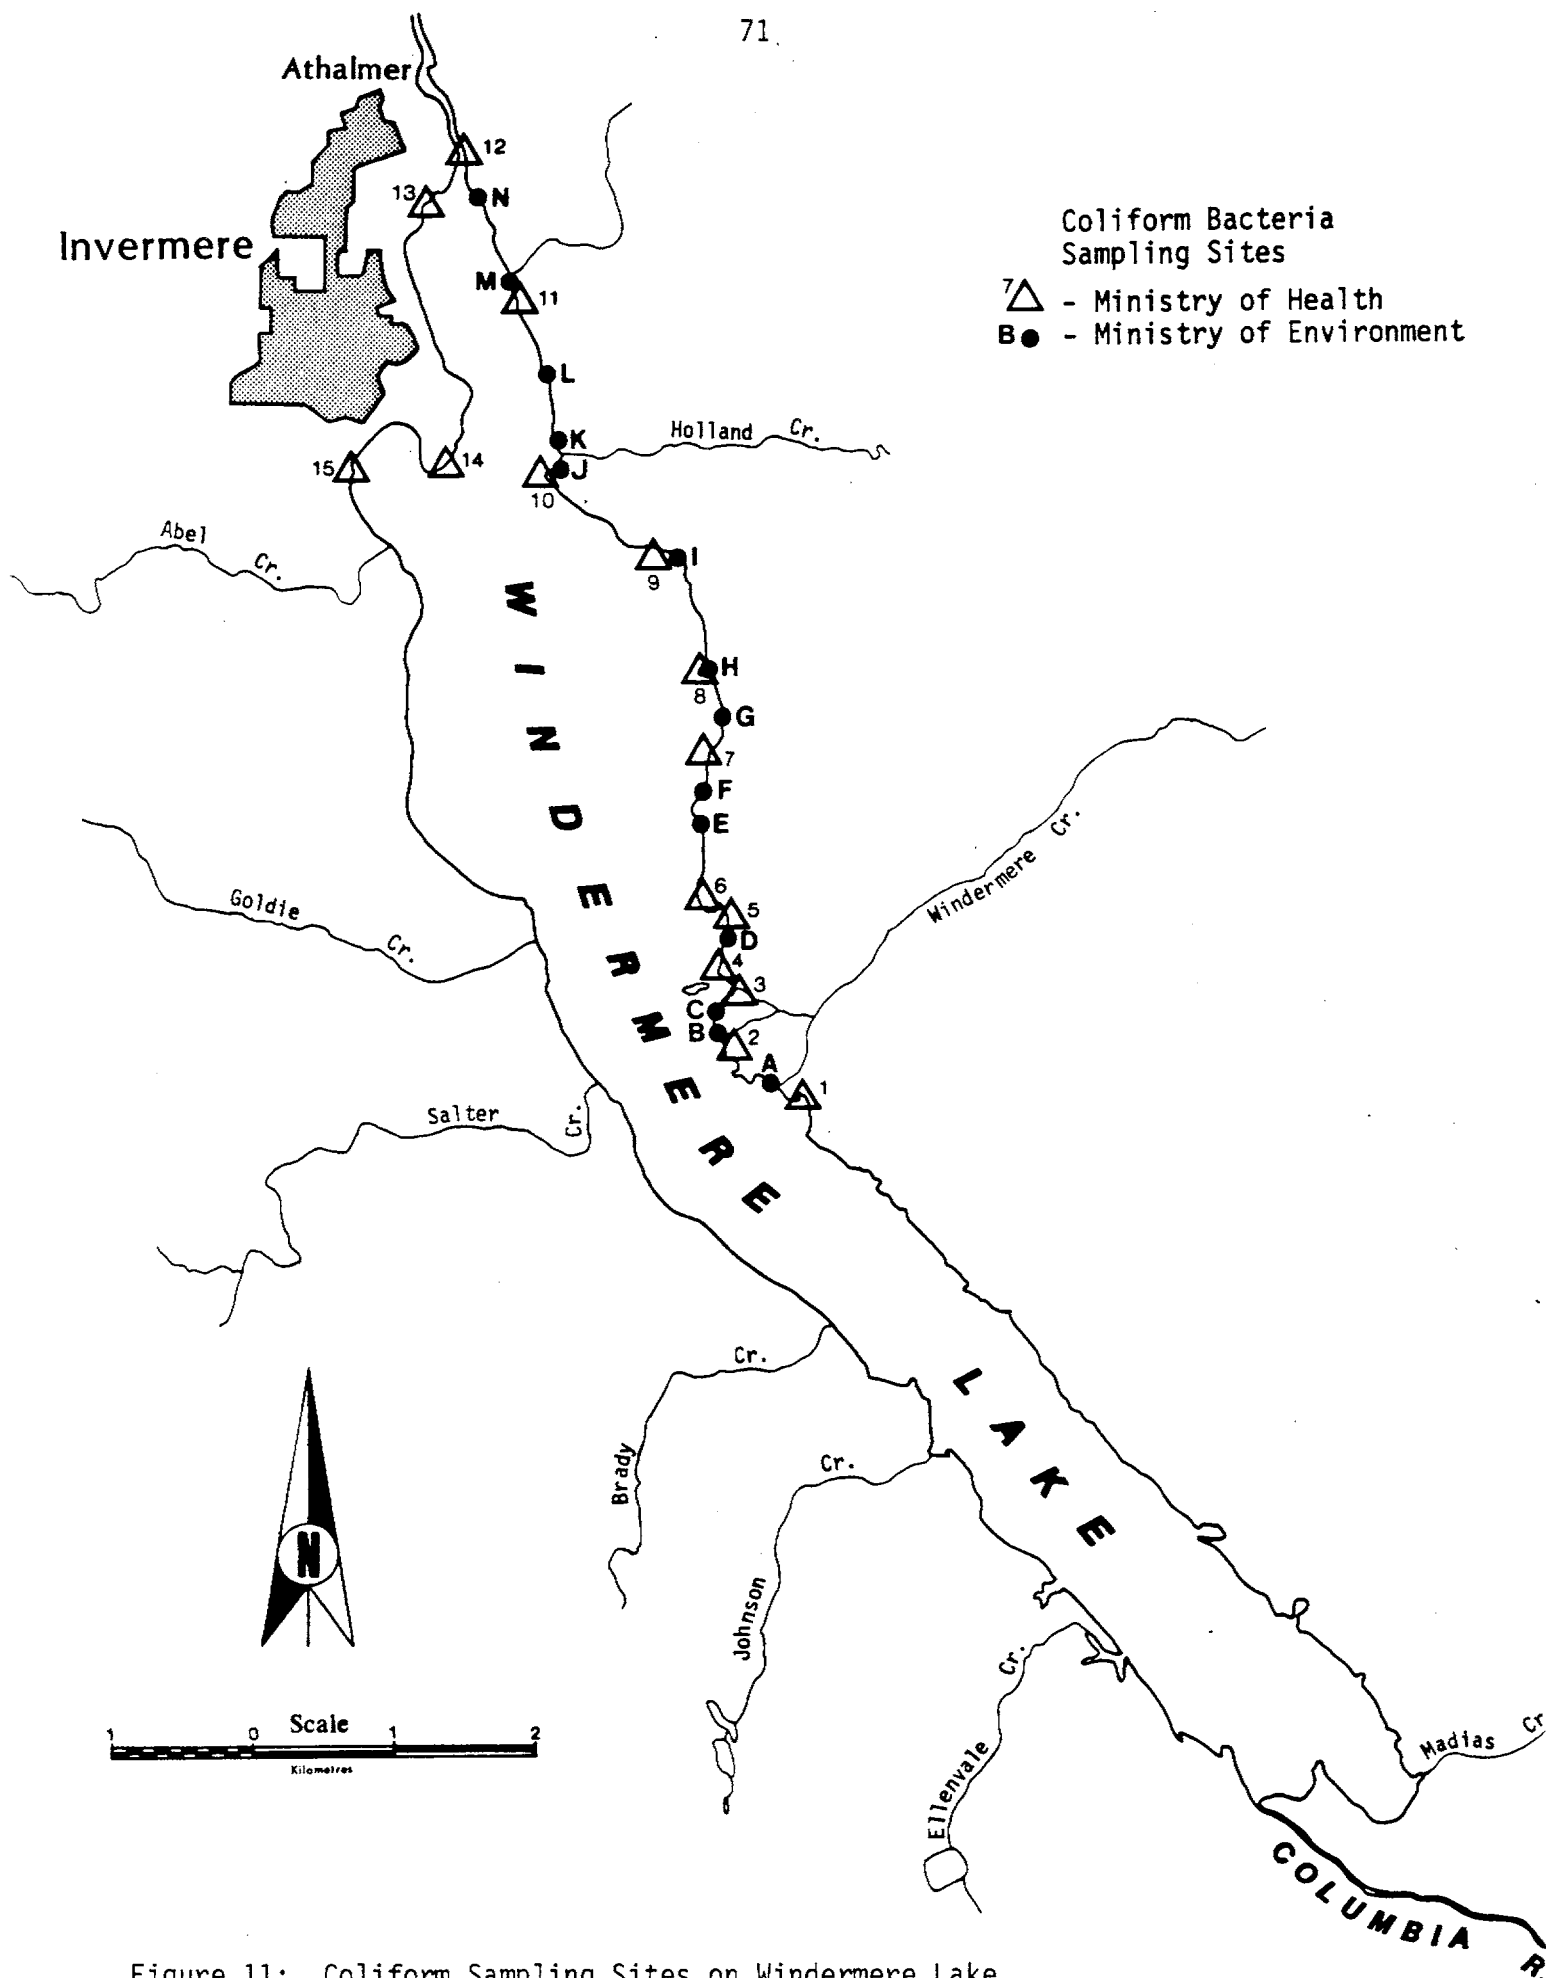 71
Athalmer
12
13
N
Invermere
Coliform Bacteria
Sampling Sites
7 - Ministry of Health
B - Ministry of Environment
M
11
L
K
Holland Cr.
J
15
14
10
Abel Cr.
I
9
H
8
G
7
F
E
6
5
D
4
3
C
B
2
A
1
Windermere Cr.
Goldie Cr.
Salter Cr.
WINDERMERE LAKE
Brady Cr.
Johnson Cr.
Ellenvale Cr.
Madias Cr
N
Scale
1 0 1 2
Kilometres
COLUMBIA R.
Figure 11: Coliform Sampling Sites on Windermere Lake